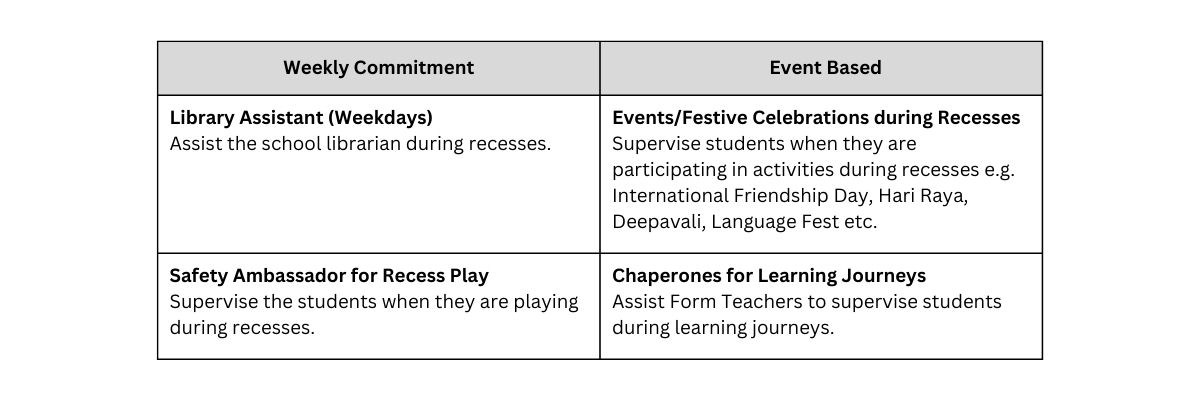 Weekly Commitment
Event Based
Library Assistant (Weekdays)
Assist the school librarian during recesses.
Events/Festive Celebrations during Recesses
Supervise students when they are
participating in activities during recesses e.g.
International Friendship Day, Hari Raya,
Deepavali, Language Fest etc.
Safety Ambassador for Recess Play
Supervise the students when they are playing
during recesses.
Chaperones for Learning Journeys
Assist Form Teachers to supervise students
during learning journeys.